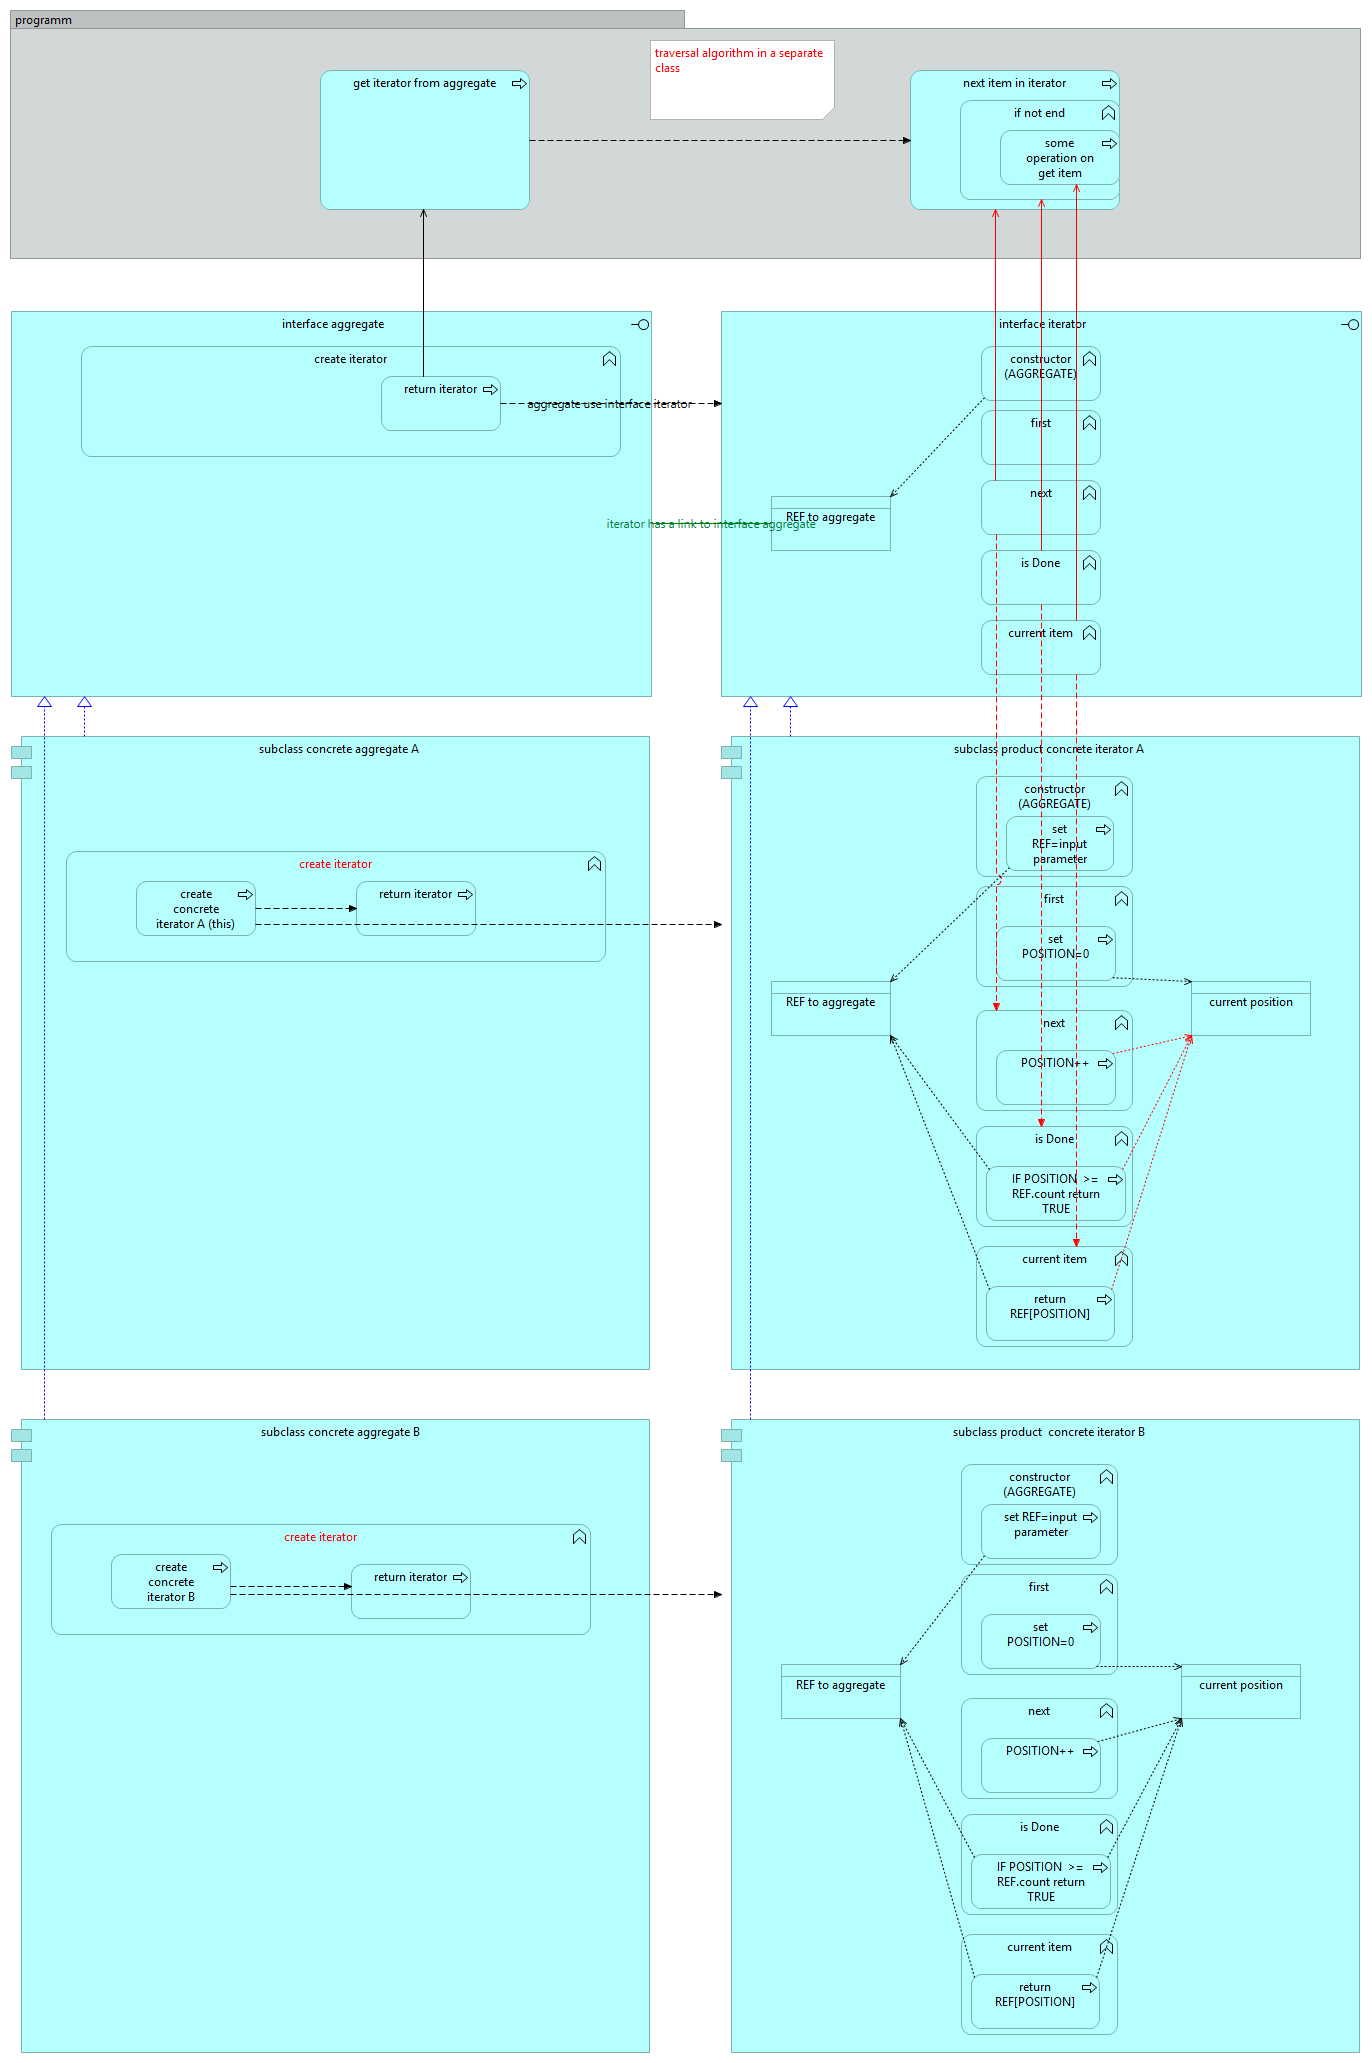 programm
traversal algorithm in a separate
class
get iterator from aggregate
next item in iterator
if not end
some
operation on
get item
interface aggregate
create iterator
return iterator
aggregate use interface iterator
interface iterator
constructor
(AGGREGATE)
first
next
REF to aggregate
iterator has a link to interface aggregate
is Done
current item
subclass concrete aggregate A
create iterator
create
concrete
iterator A (this)
return iterator
subclass product concrete iterator A
constructor
(AGGREGATE)
set
REF=input
parameter
first
set
POSITION=0
REF to aggregate
current position
next
POSITION++
is Done
IF POSITION  >=
REF.count return
TRUE
current item
return
REF[POSITION]
subclass concrete aggregate B
create iterator
create
concrete
iterator B
return iterator
subclass product  concrete iterator B
constructor
(AGGREGATE)
set REF=input
parameter
first
set
POSITION=0
REF to aggregate
current position
next
POSITION++
is Done
IF POSITION  >=
REF.count return
TRUE
current item
return
REF[POSITION]